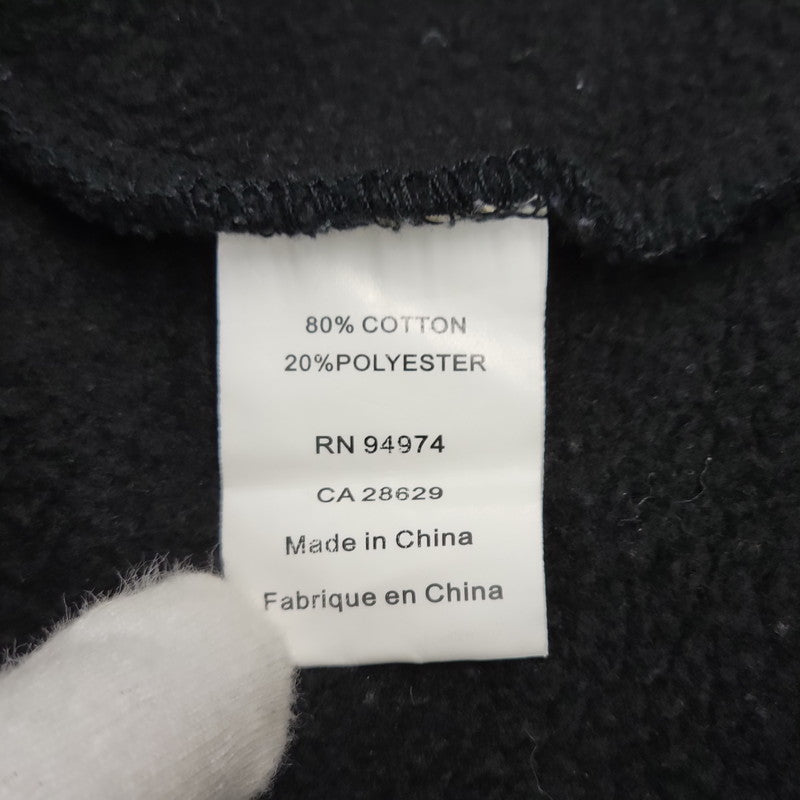 80% COTTON
20%POLYESTER
RN 94974
CA 28629
Made in China
Fabrique en China